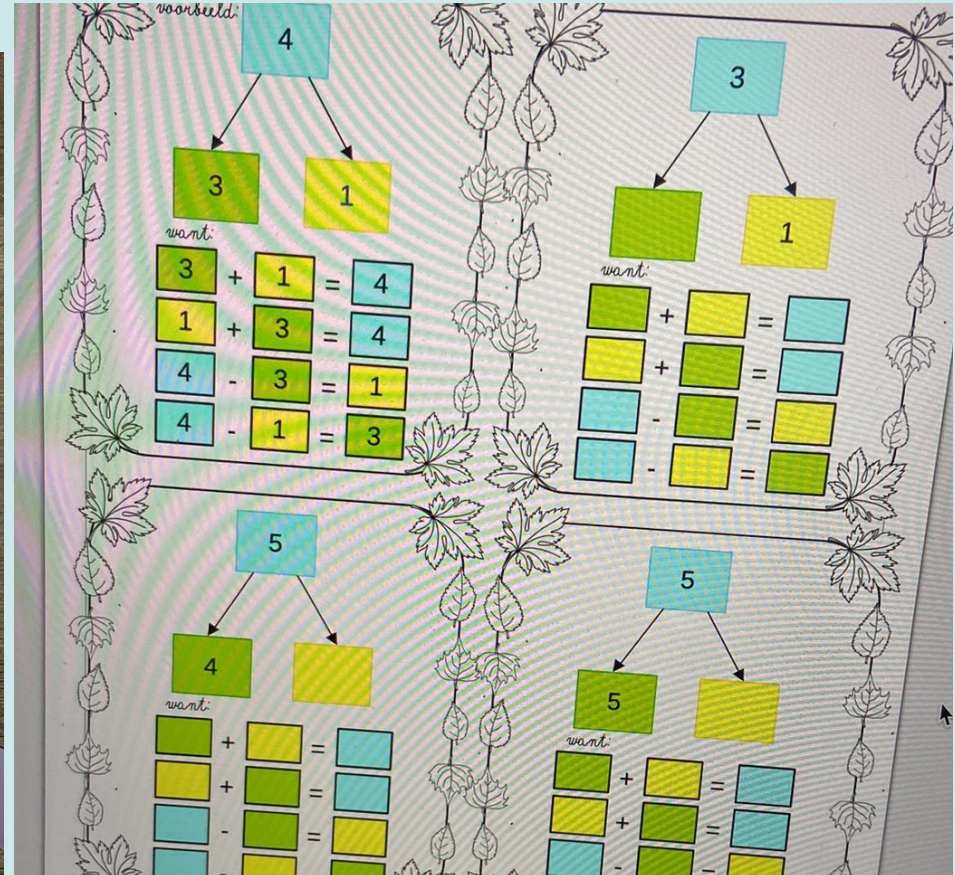 voorbeeld:
4
3 1
want:
3 + 1 = 4
1 + 3 = 4
4 - 3 = 1
4 - 1 = 3
3
1
want:
+ =
+ =
- =
- =
5
4
want:
+ =
+ =
- =
5
5
want:
+ =
+ =
- =